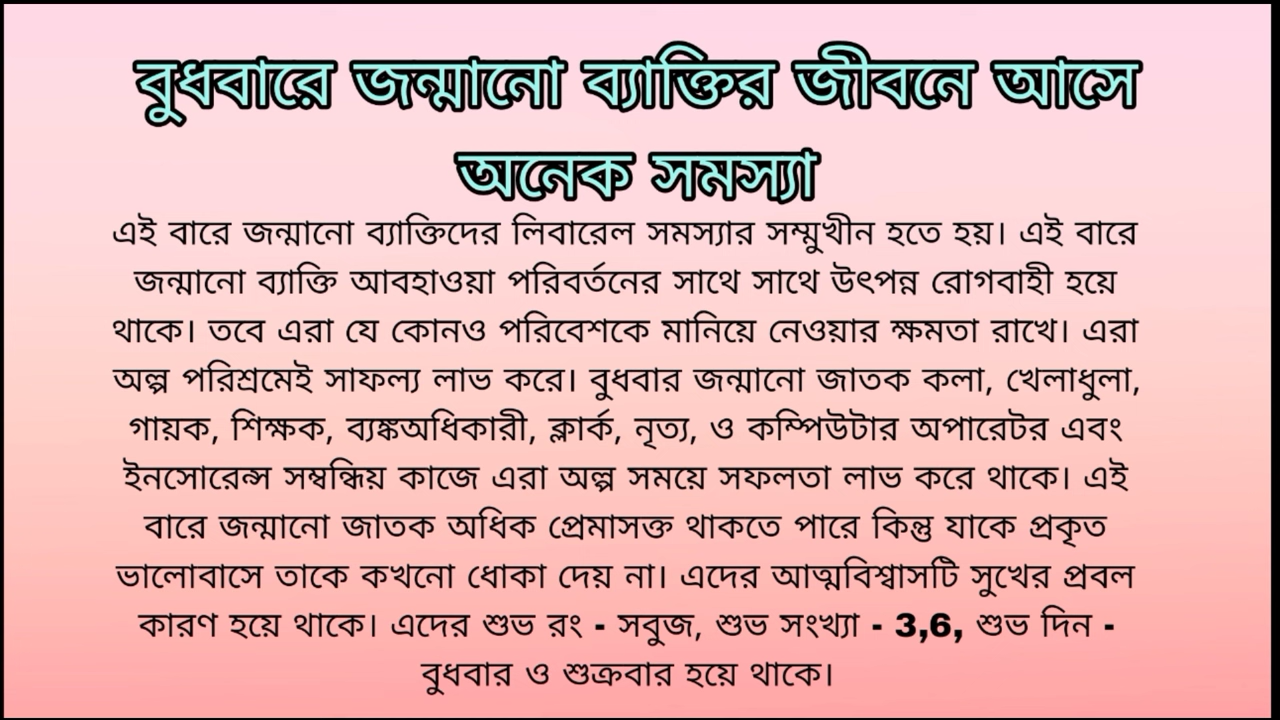 বুধবারে জন্মানো ব্যাক্তির জীবনে আসে
অনেক সমস্যা
এই বারে জন্মানো ব্যাক্তিদের লিবারেল সমস্যার সম্মুখীন হতে হয়। এই বারে
জন্মানো ব্যাক্তি আবহাওয়া পরিবর্তনের সাথে সাথে উৎপন্ন রোগবাহী হয়ে
থাকে। তবে এরা যে কোনও পরিবেশকে মানিয়ে নেওয়ার ক্ষমতা রাখে। এরা
অল্প পরিশ্রমেই সাফল্য লাভ করে। বুধবার জন্মানো জাতক কলা, খেলাধুলা,
গায়ক, শিক্ষক, ব্যঙ্কঅধিকারী, ক্লার্ক, নৃত্য, ও কম্পিউটার অপারেটর এবং
ইনসোরেন্স সম্বন্ধিয় কাজে এরা অল্প সময়ে সফলতা লাভ করে থাকে। এই
বারে জন্মানো জাতক অধিক প্রেমাসক্ত থাকতে পারে কিন্তু যাকে প্রকৃত
ভালোবাসে তাকে কখনো ধোকা দেয় না। এদের আত্মবিশ্বাসটি সুখের প্রবল
কারণ হয়ে থাকে। এদের শুভ রং - সবুজ, শুভ সংখ্যা - 3,6, শুভ দিন -
বুধবার ও শুক্রবার হয়ে থাকে।